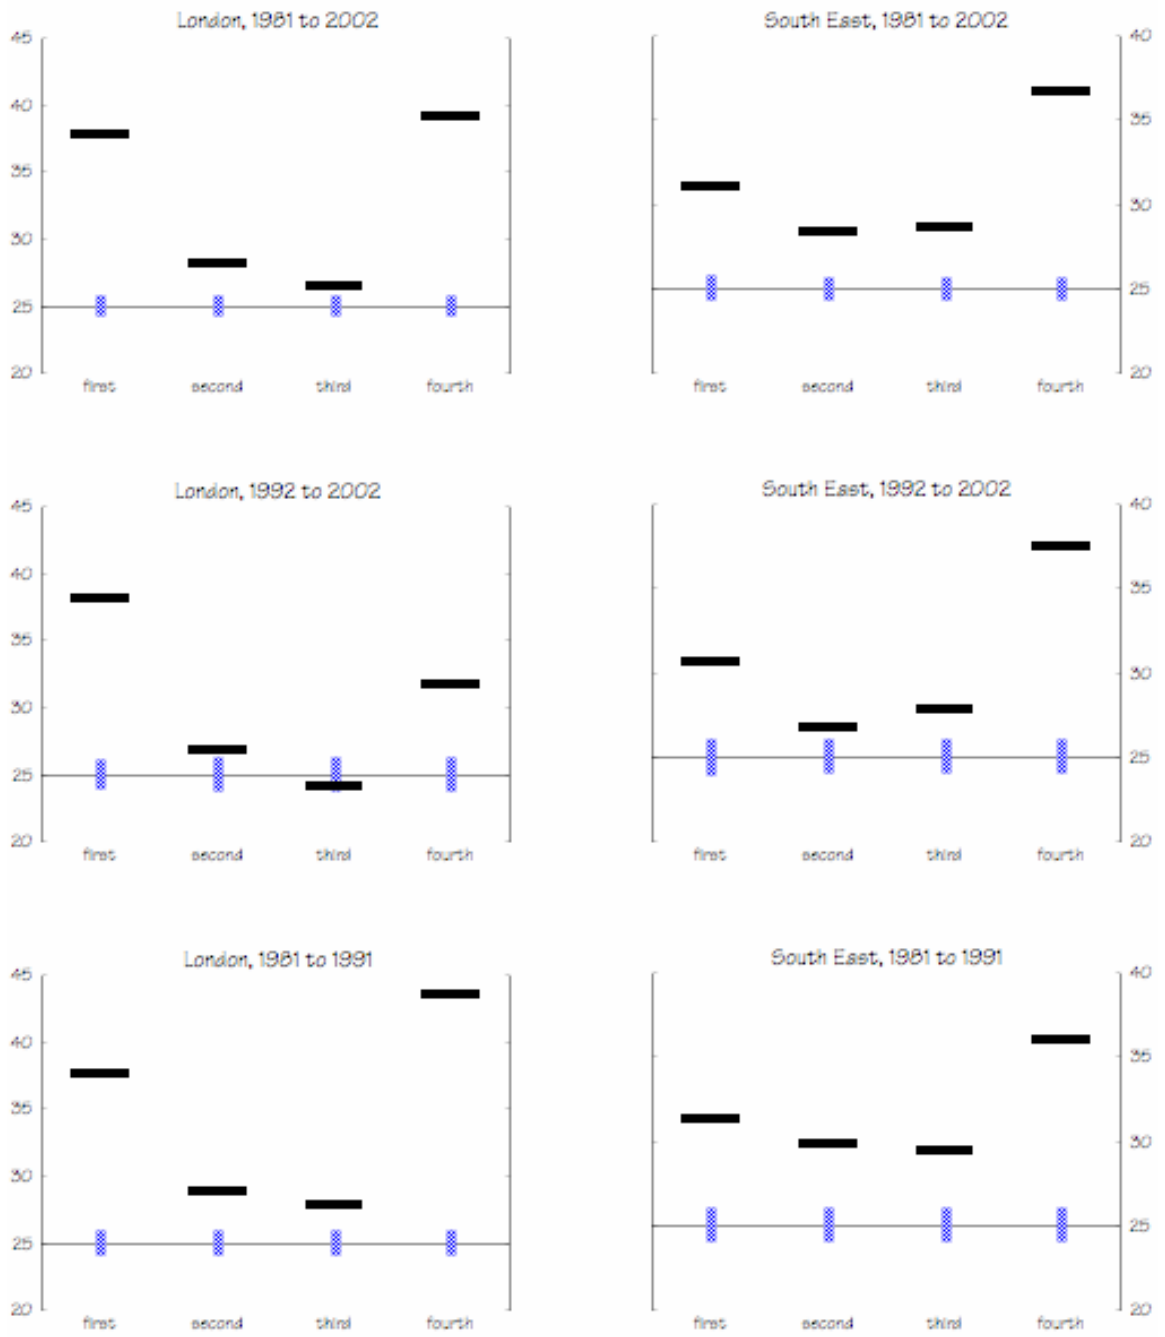 London, 1981 to 2002
45
40
35
30
25
20
first second third fourth
South East, 1981 to 2002
40
35
30
25
20
first second third fourth
London, 1992 to 2002
45
40
35
30
25
20
first second third fourth
South East, 1992 to 2002
40
35
30
25
20
first second third fourth
London, 1981 to 1991
45
40
35
30
25
20
first second third fourth
South East, 1981 to 1991
40
35
30
25
20
first second third fourth